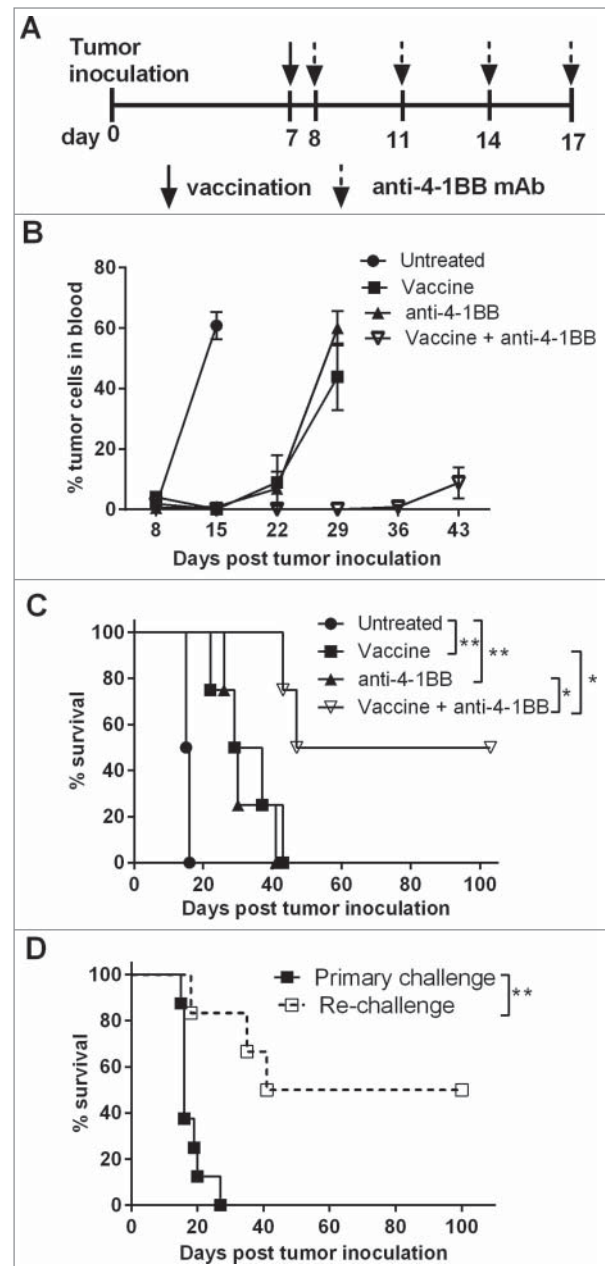 A
Tumor
inoculation
day 0 7 8 11 14 17
vaccination anti-4-1BB mAb
B
Untreated
Vaccine
anti-4-1BB
Vaccine + anti-4-1BB
% tumor cells in blood
80
60
40
20
0
8 15 22 29 36 43
Days post tumor inoculation
C
Untreated
Vaccine
anti-4-1BB
Vaccine + anti-4-1BB
** ** * *
% survival
100
80
60
40
20
0
0 20 40 60 80 100
Days post tumor inoculation
D
Primary challenge
Re-challenge
**
% survival
100
80
60
40
20
0
0 20 40 60 80 100
Days post tumor inoculation